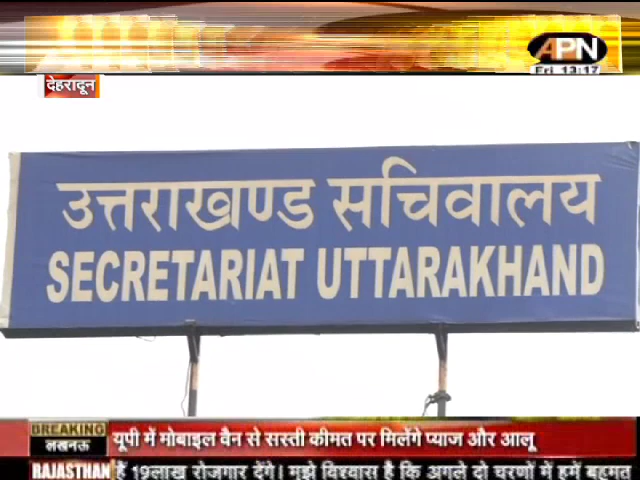 APN
Fri 13:17
देहरादून
उत्तराखण्ड सचिवालय
SECRETARIAT UTTARAKHAND
BREAKING
लखनऊ
यूपी में मोबाइल वैन से सस्ती कीमत पर मिलेंगे प्याज और आलू
RAJASTHAN
हैं 19लाख रोजगार देंगे। मुझे विश्वास है कि अगले दो चरणों में हमें बहुमत